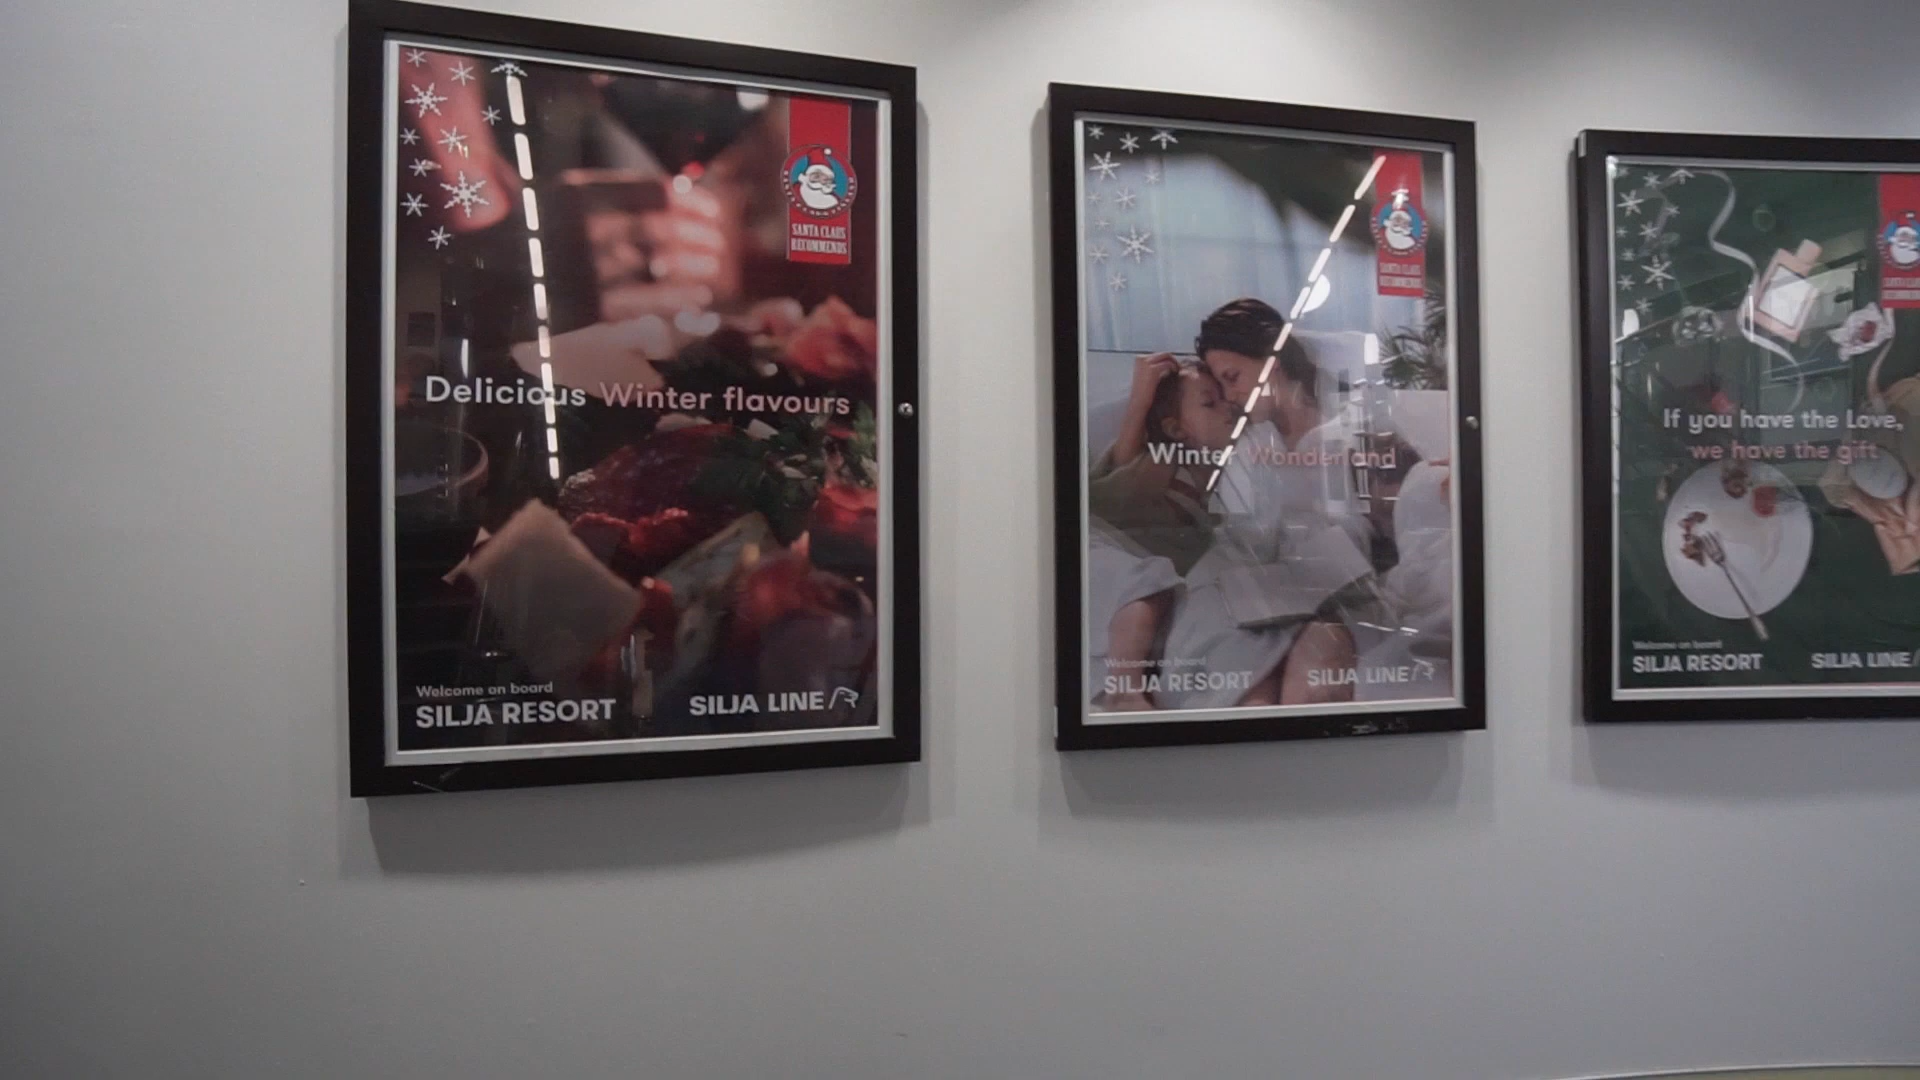 SANTA CLAUS
RECOMMENDS
Delicious Winter flavours
Welcome on board
SILJA RESORT
SILJA LINE
SANTA CLAUS
RECOMMENDS
Winter Wonderland
Welcome on board
SILJA RESORT
SILJA LINE
SANTA
If you have the Love,
we have the gift
Welcome on board
SILJA RESORT
SILJA LINE